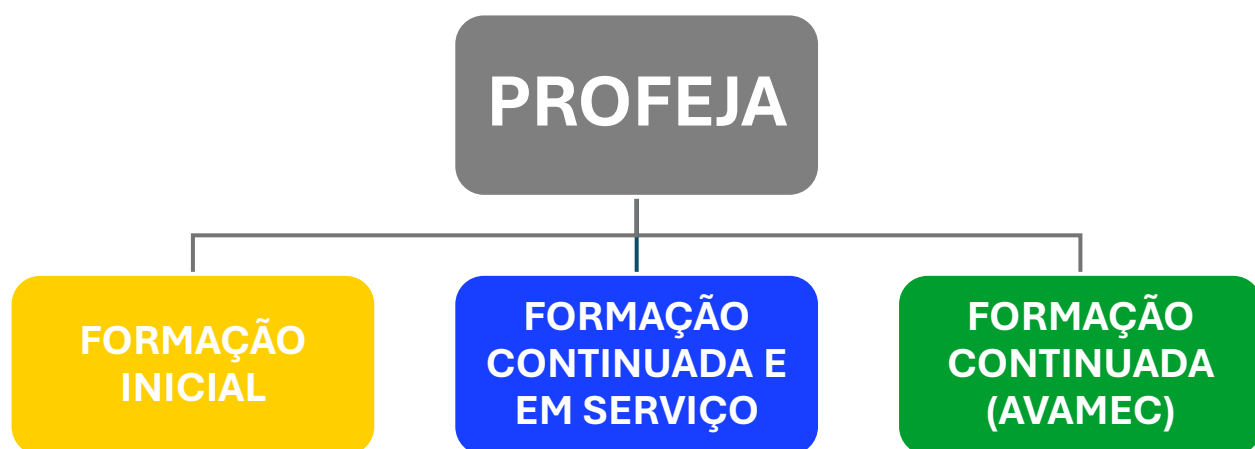 PROFEJA
FORMAÇÃO
INICIAL
FORMAÇÃO
CONTINUADA E
EM SERVIÇO
FORMAÇÃO
CONTINUADA
(AVAMEC)